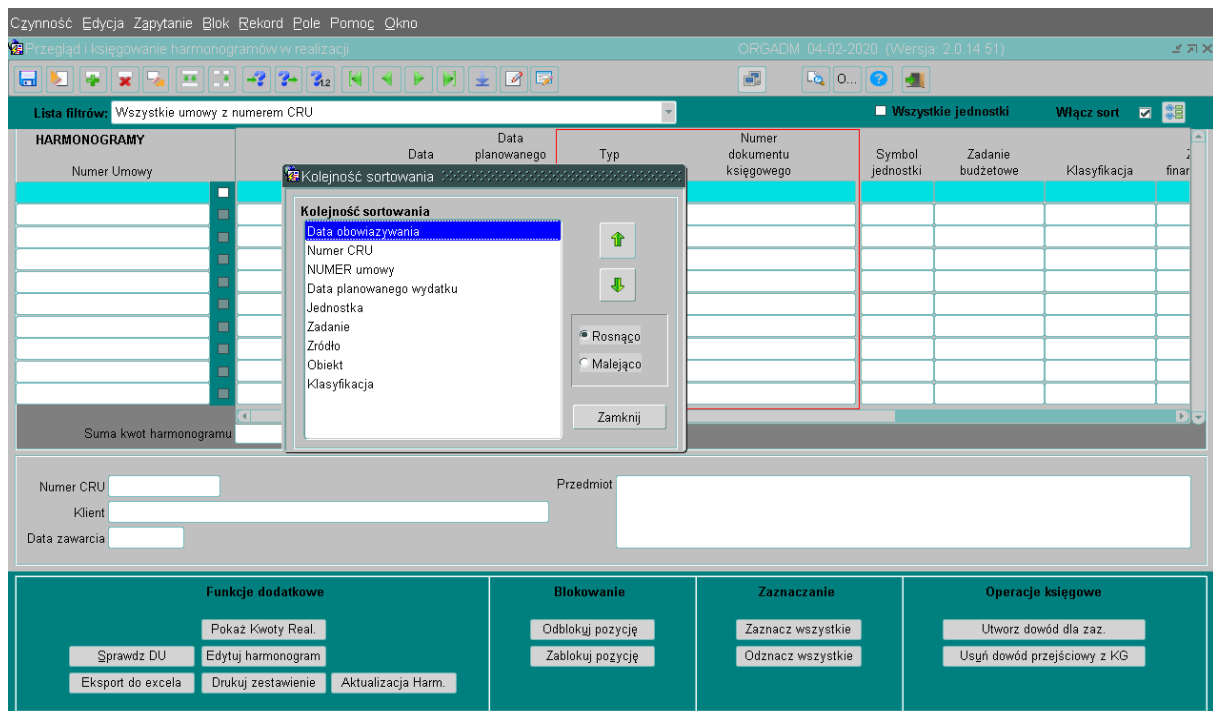 Czynność Edycja Zapytanie Blok Rekord Pole Pomoc Okno
Przegląd i księgowanie harmonogramów w realizacji ORGADM 04-02-2020 (Wersja: 2.0.14 51)
O...
Lista filtrów: Wszystkie umowy z numerem CRU Wszystkie jednostki Włącz sort
HARMONOGRAMY
Numer Umowy
Data
Data
planowanego
Typ
Numer
dokumentu
księgowego
Symbol
jednostki
Zadanie
budżetowe
Klasyfikacja
Z
finar
Kolejność sortowania
Kolejność sortowania
Data obowiazywania
Numer CRU
NUMER umowy
Data planowanego wydatku
Jednostka
Zadanie
Zródło
Obiekt
Klasyfikacja
Rosnąco
Malejąco
Zamknij
Suma kwot harmonogramu
Numer CRU
Klient
Data zawarcia
Przedmiot
Funkcje dodatkowe
Pokaż Kwoty Real.
Sprawdz DU Edytuj harmonogram
Eksport do excela Drukuj zestawienie Aktualizacja Harm.
Blokowanie
Odblokuj pozycję
Zablokuj pozycję
Zaznaczanie
Zaznacz wszystkie
Odznacz wszystkie
Operacje księgowe
Utworz dowód dla zaz.
Usyń dowód przejściowy z KG